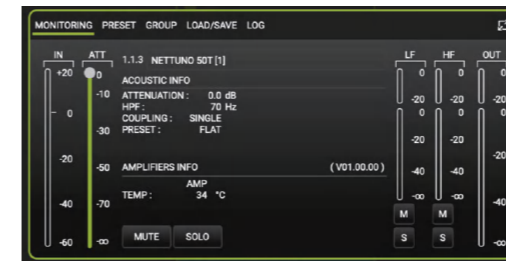 MONITORING PRESET GROUP LOAD/SAVE LOG
IN ATT 1.1.3 NETTUNO 50T [1] LF HF OUT
+20 0 0 0 0
ACOUSTIC INFO
-10 ATTENUATION : 0.0 dB -20 -20 -20
0 HPF : 70 Hz 0 0 0
COUPLING : SINGLE
-30 PRESET : FLAT
-20 -20 -20
-20 -50 AMPLIFIERS INFO ( V01.00.00 ) -40 -40
AMP
-40 -70 TEMP : 34 °C -∞ -∞ -40
M M
-60 -∞ MUTE SOLO S S -∞